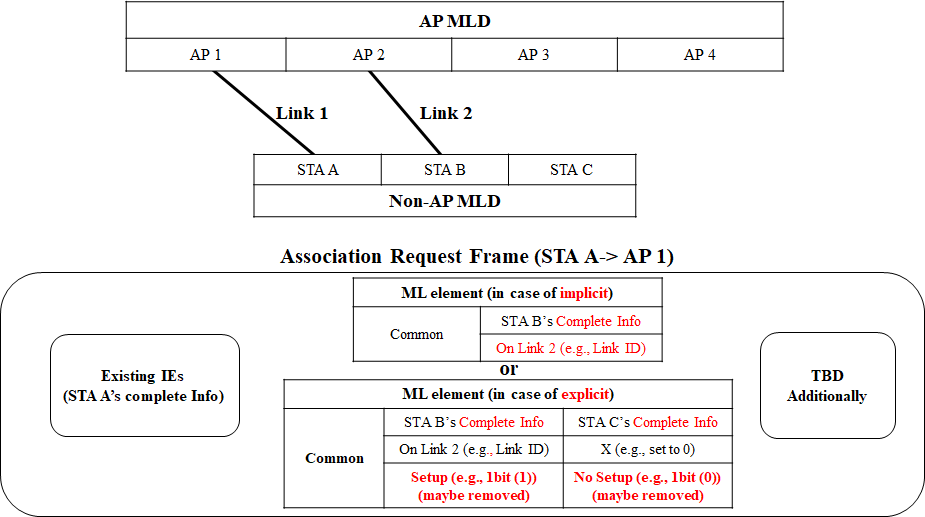 AP MLD
AP 1
AP 2
AP 3
AP 4
Link 1
Link 2
STA A
STA B
STA C
Non-AP MLD
Association Request Frame (STA A-> AP 1)
ML element (in case of implicit)
Common
STA B's Complete Info
On Link 2 (e.g., Link ID)
or
Existing IEs
(STA A's complete Info)
TBD
Additionally
ML element (in case of explicit)
Common
STA B's Complete Info
STA C's Complete Info
On Link 2 (e.g., Link ID)
X (e.g., set to 0)
Setup (e.g., 1bit (1))
(maybe removed)
No Setup (e.g., 1bit (0))
(maybe removed)